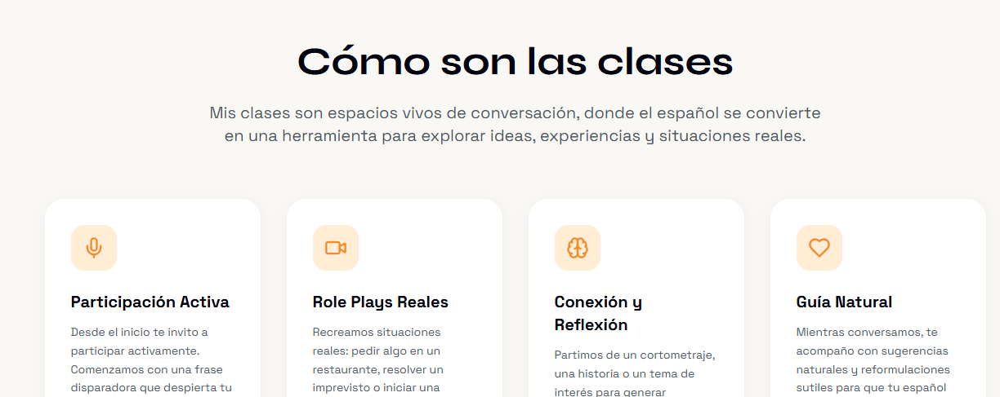 Cómo son las clases
Mis clases son espacios vivos de conversación, donde el español se convierte
en una herramienta para explorar ideas, experiencias y situaciones reales.
Participación Activa
Desde el inicio te invito a
participar activamente.
Comenzamos con una frase
disparadora que despierta tu
Role Plays Reales
Recreamos situaciones
reales: pedir algo en un
restaurante, resolver un
imprevisto o iniciar una
Conexión y
Reflexión
Partimos de un cortometraje,
una historia o un tema de
interés para generar
Guía Natural
Mientras conversamos, te
acompaño con sugerencias
naturales y reformulaciones
sutiles para que tu español